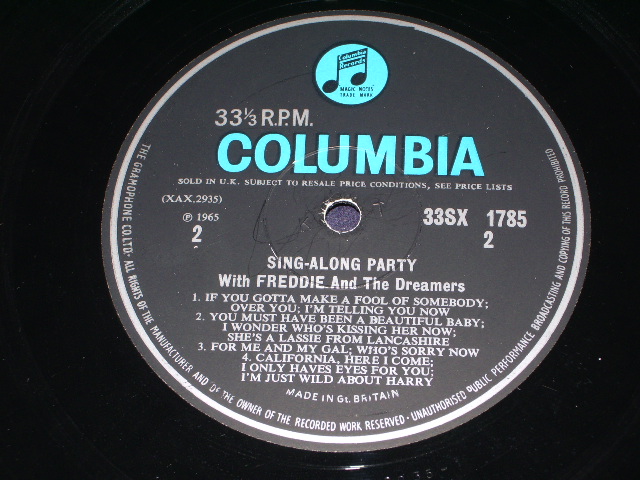 Columbia
Records
MAGIC NOTES
TRADE MARK
33⅓ R.P.M.
COLUMBIA
SOLD IN U.K. SUBJECT TO RESALE PRICE CONDITIONS, SEE PRICE LISTS
(XAX.2935)
Ⓟ 1965
2
33SX 1785
2
SING-ALONG PARTY
With FREDDIE And The Dreamers
1. IF YOU GOTTA MAKE A FOOL OF SOMEBODY;
OVER YOU; I'M TELLING YOU NOW
2. YOU MUST HAVE BEEN A BEAUTIFUL BABY;
I WONDER WHO'S KISSING HER NOW;
SHE'S A LASSIE FROM LANCASHIRE
3. FOR ME AND MY GAL; WHO'S SORRY NOW
4. CALIFORNIA, HERE I COME;
I ONLY HAVES EYES FOR YOU;
I'M JUST WILD ABOUT HARRY
MADE IN Gt. BRITAIN
THE GRAMOPHONE CO. LTD. - ALL RIGHTS OF THE MANUFACTURER AND OF THE OWNER OF THE RECORDED WORK RESERVED - UNAUTHORISED PUBLIC PERFORMANCE BROADCASTING AND COPYING OF THIS RECORD PROHIBITED